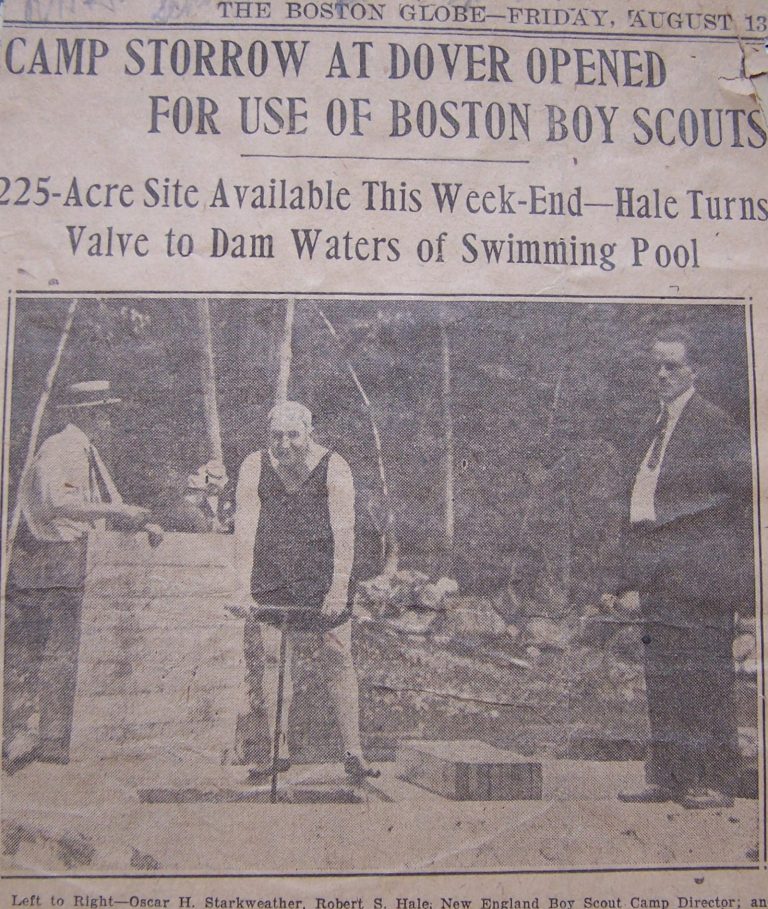 THE BOSTON GLOBE—FRIDAY, AUGUST 13
CAMP STORROW AT DOVER OPENED
FOR USE OF BOSTON BOY SCOUTS
225-Acre Site Available This Week-End—Hale Turns
Valve to Dam Waters of Swimming Pool
Left to Right—Oscar H. Starkweather, Robert S. Hale; New England Boy Scout Camp Director; an